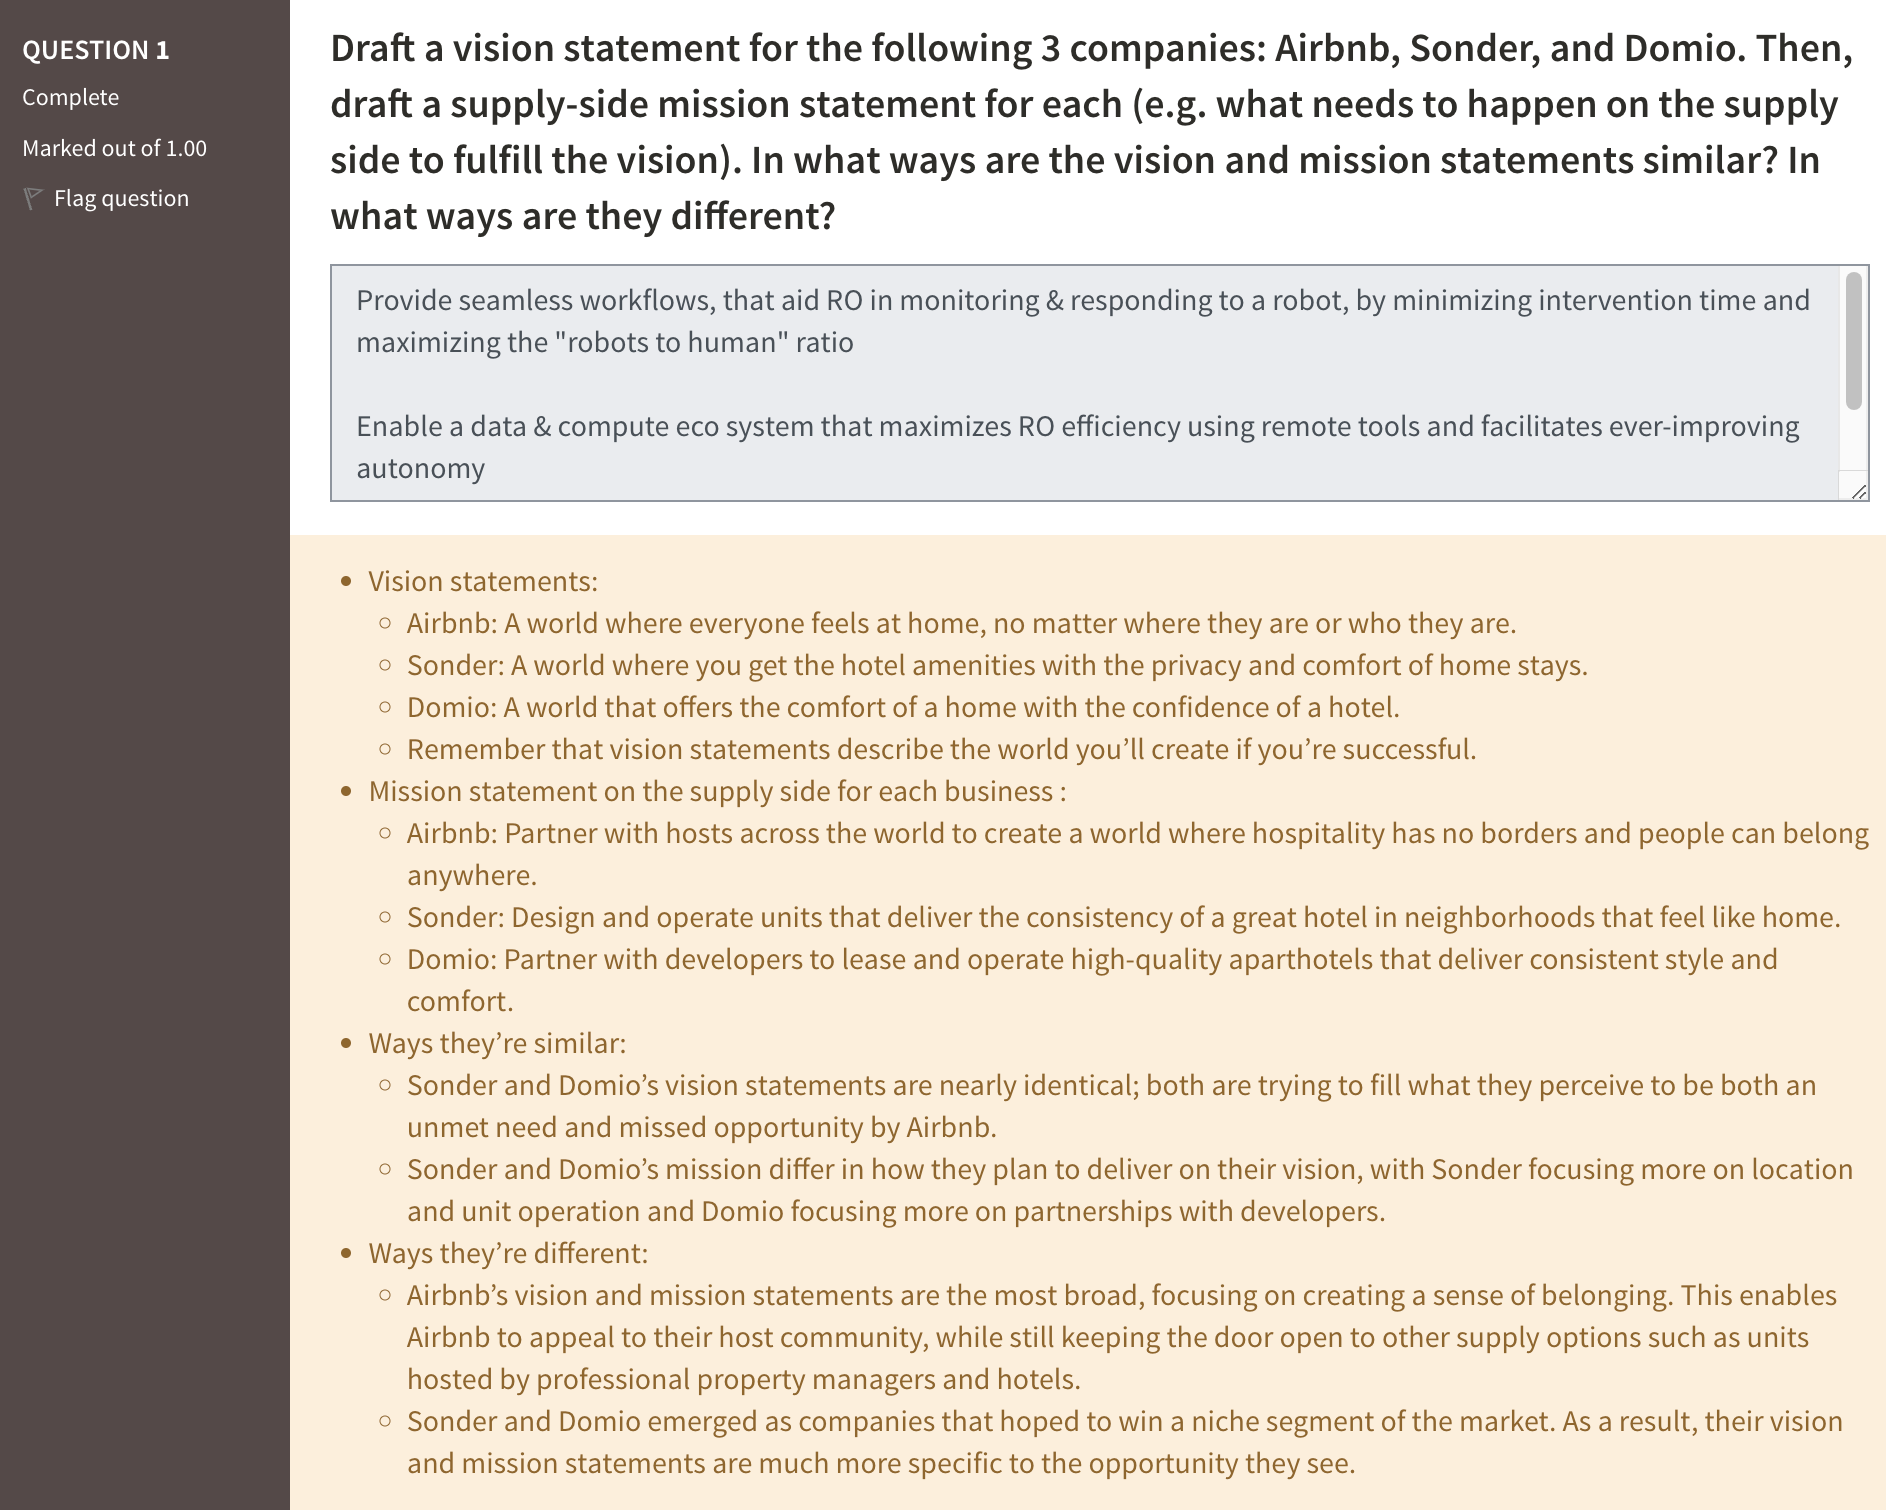 QUESTION 1
Complete
Marked out of 1.00
Flag question
Draft a vision statement for the following 3 companies: Airbnb, Sonder, and Domio. Then,
draft a supply-side mission statement for each (e.g. what needs to happen on the supply
side to fulfill the vision). In what ways are the vision and mission statements similar? In
what ways are they different?
Provide seamless workflows, that aid RO in monitoring & responding to a robot, by minimizing intervention time and
maximizing the "robots to human" ratio
Enable a data & compute eco system that maximizes RO efficiency using remote tools and facilitates ever-improving
autonomy
• Vision statements:
○ Airbnb: A world where everyone feels at home, no matter where they are or who they are.
○ Sonder: A world where you get the hotel amenities with the privacy and comfort of home stays.
○ Domio: A world that offers the comfort of a home with the confidence of a hotel.
○ Remember that vision statements describe the world you’ll create if you’re successful.
• Mission statement on the supply side for each business :
○ Airbnb: Partner with hosts across the world to create a world where hospitality has no borders and people can belong
anywhere.
○ Sonder: Design and operate units that deliver the consistency of a great hotel in neighborhoods that feel like home.
○ Domio: Partner with developers to lease and operate high-quality aparthotels that deliver consistent style and
comfort.
• Ways they’re similar:
○ Sonder and Domio’s vision statements are nearly identical; both are trying to fill what they perceive to be both an
unmet need and missed opportunity by Airbnb.
○ Sonder and Domio’s mission differ in how they plan to deliver on their vision, with Sonder focusing more on location
and unit operation and Domio focusing more on partnerships with developers.
• Ways they’re different:
○ Airbnb’s vision and mission statements are the most broad, focusing on creating a sense of belonging. This enables
Airbnb to appeal to their host community, while still keeping the door open to other supply options such as units
hosted by professional property managers and hotels.
○ Sonder and Domio emerged as companies that hoped to win a niche segment of the market. As a result, their vision
and mission statements are much more specific to the opportunity they see.